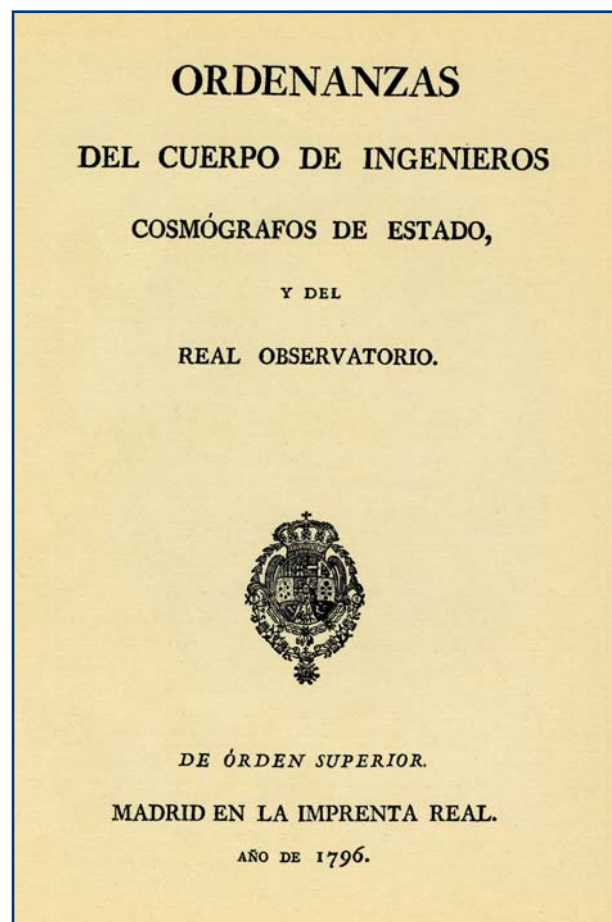 ORDENANZAS
DEL CUERPO DE INGENIEROS
COSMÓGRAFOS DE ESTADO,
Y DEL
REAL OBSERVATORIO.
DE ÓRDEN SUPERIOR.
MADRID EN LA IMPRENTA REAL.
AÑO DE 1796.